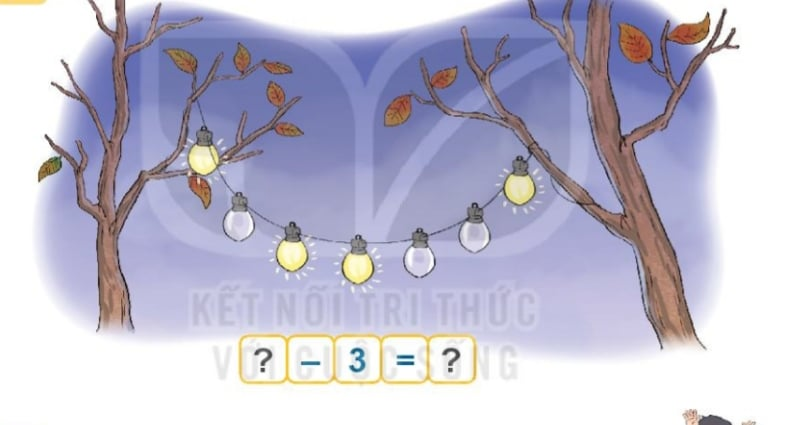 KẾT NỐI TRI THỨC
VỚI CUỘC SỐNG
? – 3 = ?